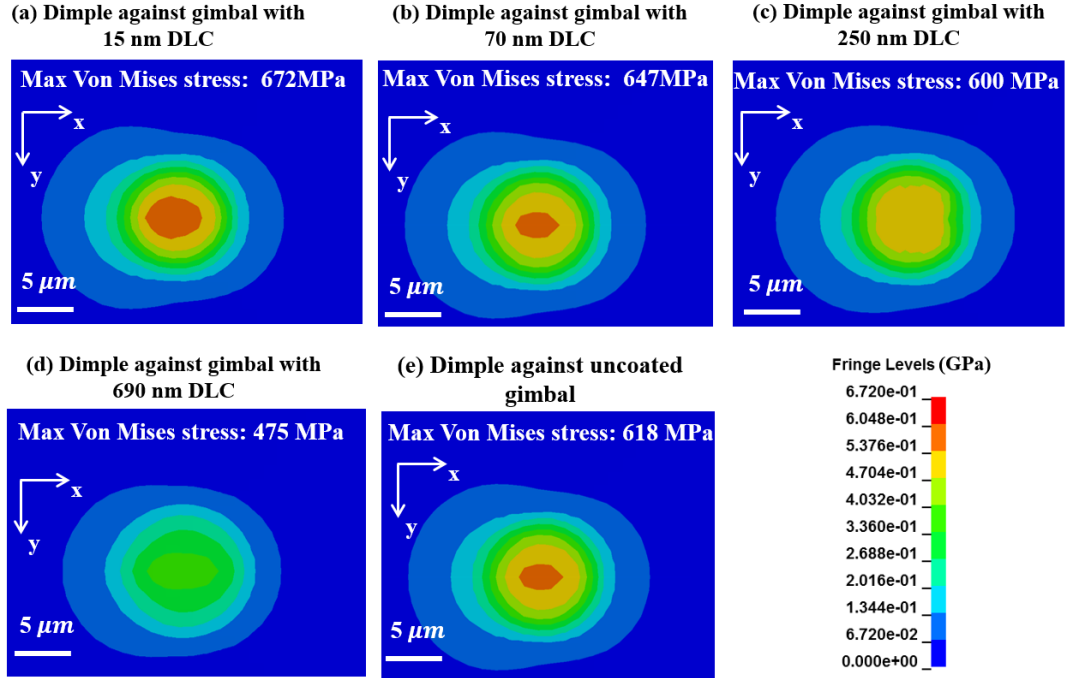 (a) Dimple against gimbal with
15 nm DLC
Max Von Mises stress: 672MPa
x
y
5 μm
(b) Dimple against gimbal with
70 nm DLC
Max Von Mises stress: 647MPa
x
y
5 μm
(c) Dimple against gimbal with
250 nm DLC
Max Von Mises stress: 600 MPa
x
y
5 μm
(d) Dimple against gimbal with
690 nm DLC
Max Von Mises stress: 475 MPa
x
y
5 μm
(e) Dimple against uncoated
gimbal
Max Von Mises stress: 618 MPa
x
y
5 μm
Fringe Levels (GPa)
6.720e-01
6.048e-01
5.376e-01
4.704e-01
4.032e-01
3.360e-01
2.688e-01
2.016e-01
1.344e-01
6.720e-02
0.000e+00